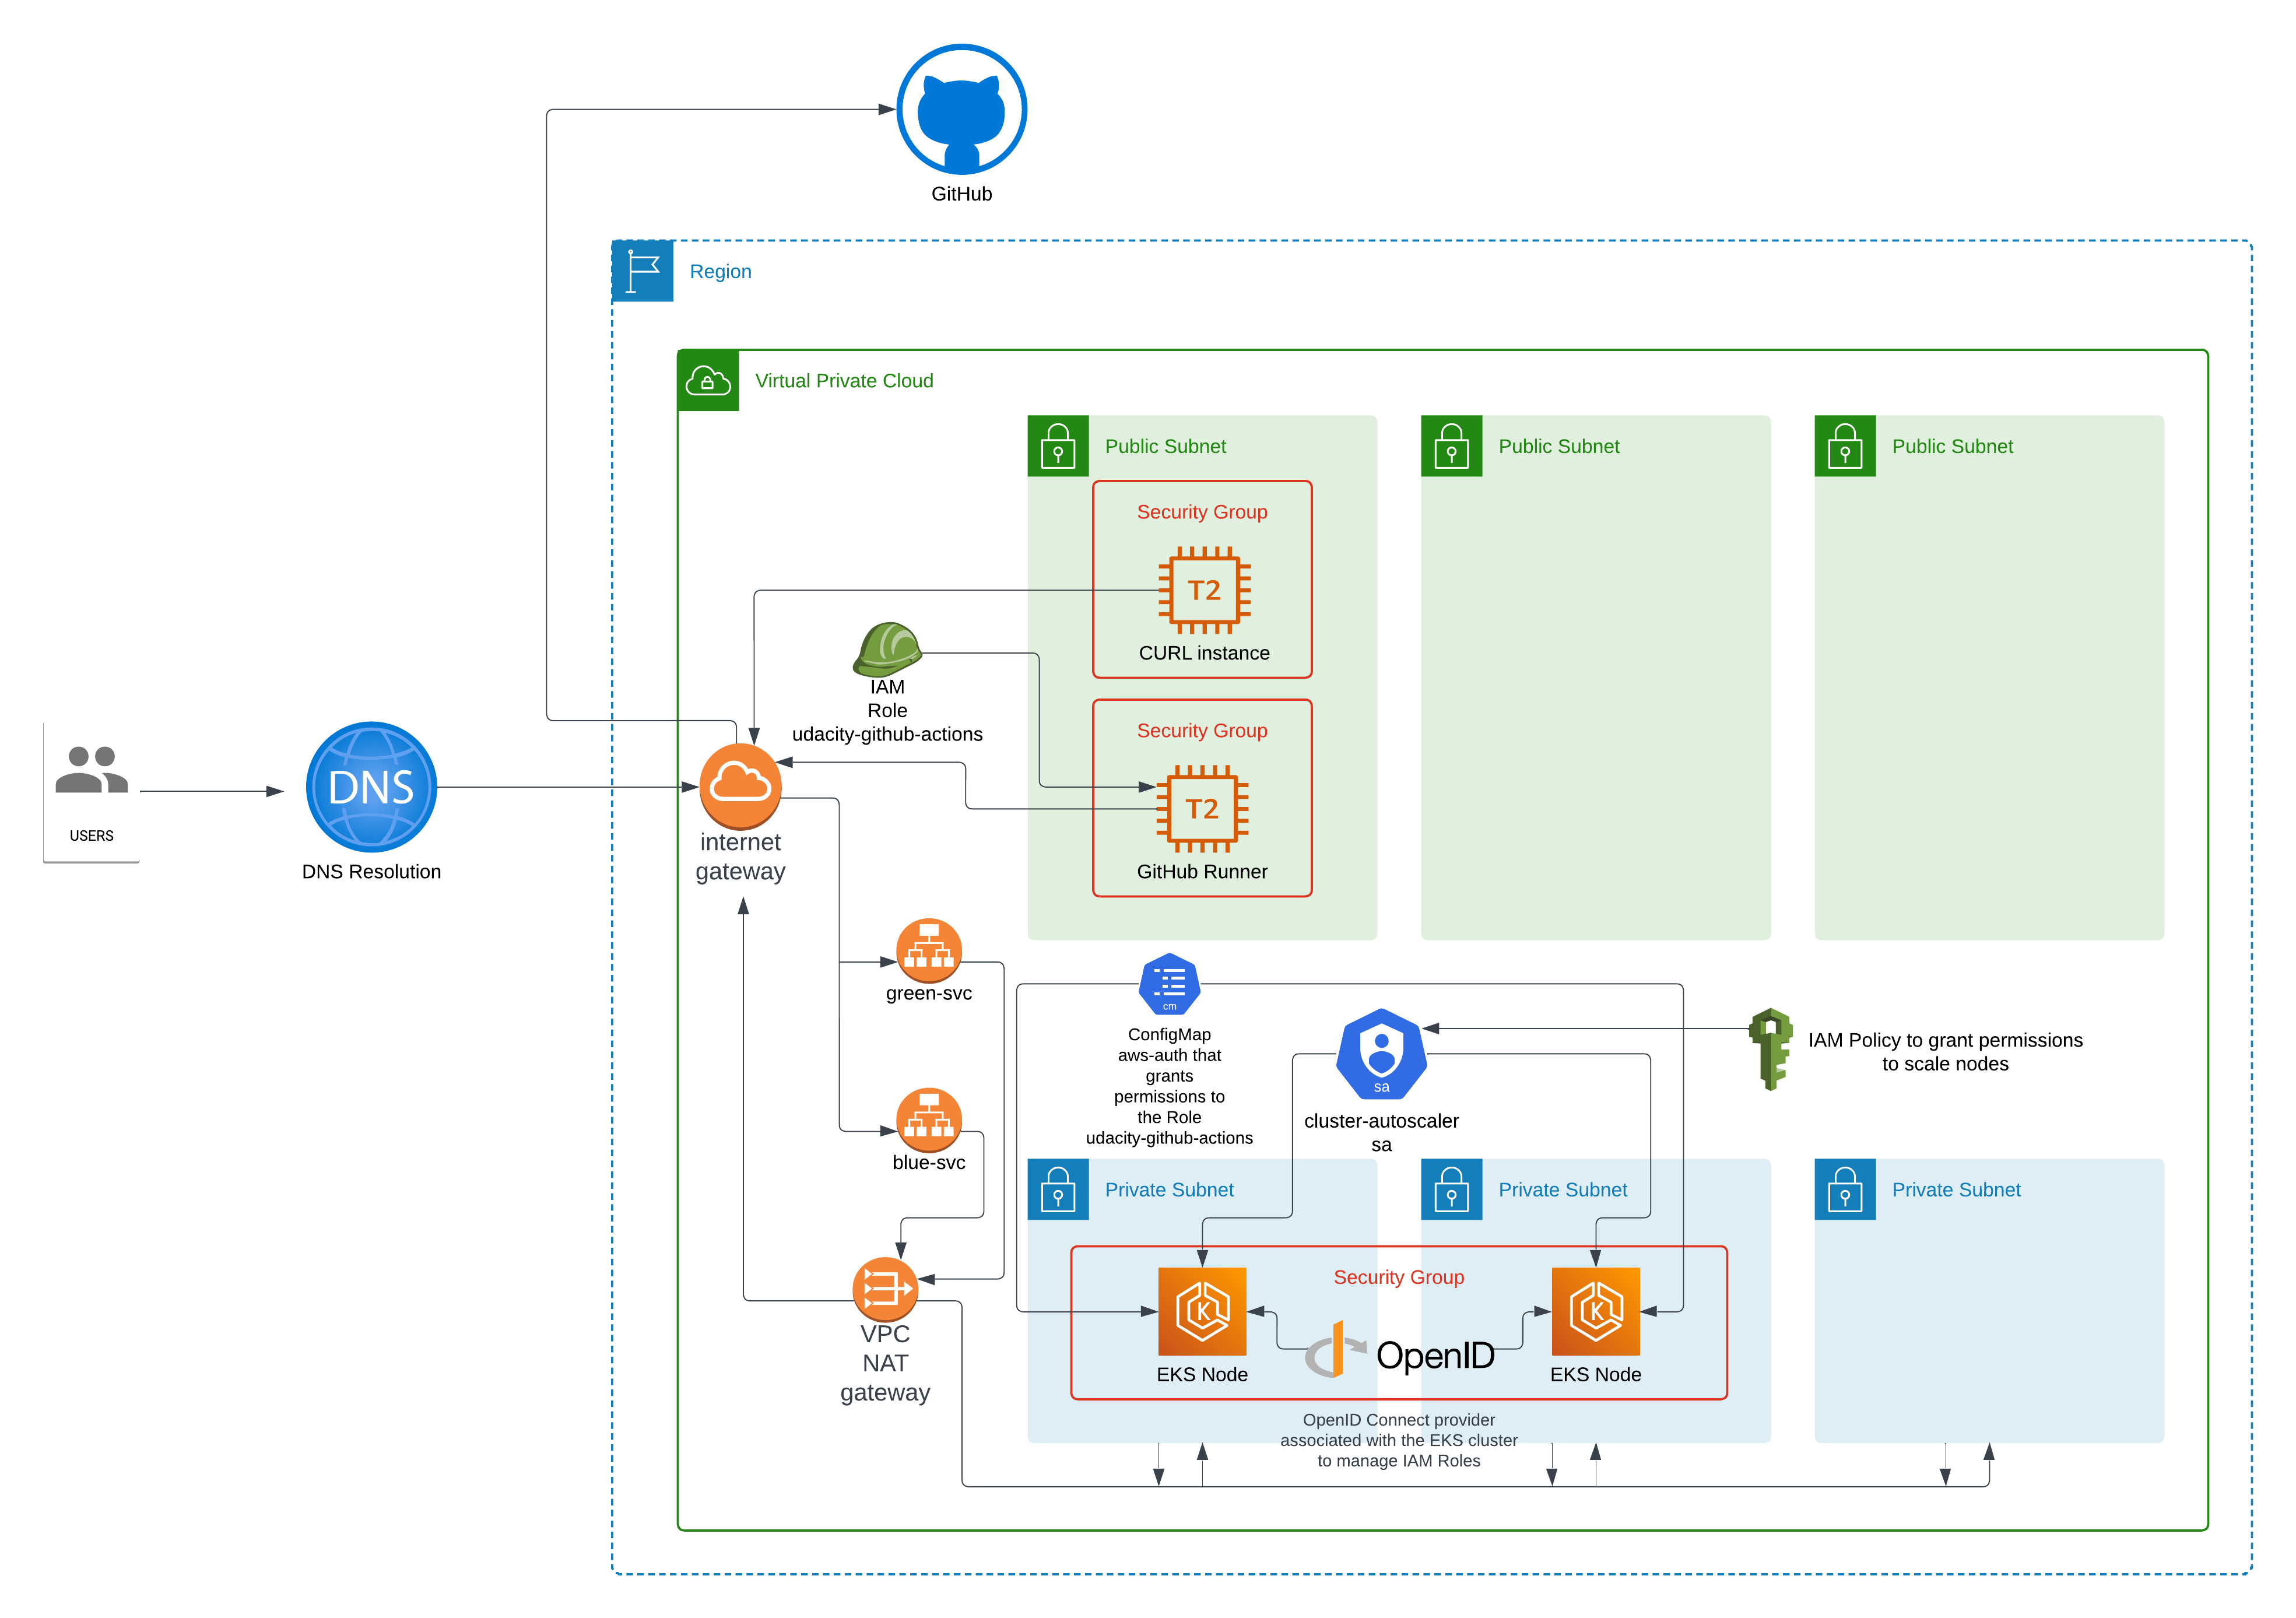 GitHub
Region
Virtual Private Cloud
Public Subnet
Public Subnet
Public Subnet
Security Group
T2
CURL instance
IAM
Role
udacity-github-actions
Security Group
T2
GitHub Runner
USERS
DNS
DNS Resolution
internet
gateway
green-svc
blue-svc
cm
ConfigMap
aws-auth that
grants
permissions to
the Role
udacity-github-actions
sa
cluster-autoscaler
sa
IAM Policy to grant permissions
to scale nodes
Private Subnet
Private Subnet
Private Subnet
Security Group
K
EKS Node
OpenID
K
EKS Node
VPC
NAT
gateway
OpenID Connect provider
associated with the EKS cluster
to manage IAM Roles